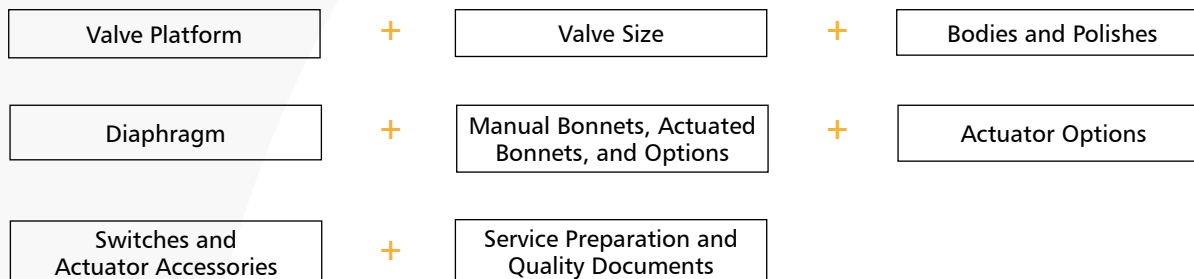 Valve Platform + Valve Size + Bodies and Polishes
Diaphragm + Manual Bonnets, Actuated
Bonnets, and Options + Actuator Options
Switches and
Actuator Accessories + Service Preparation and
Quality Documents